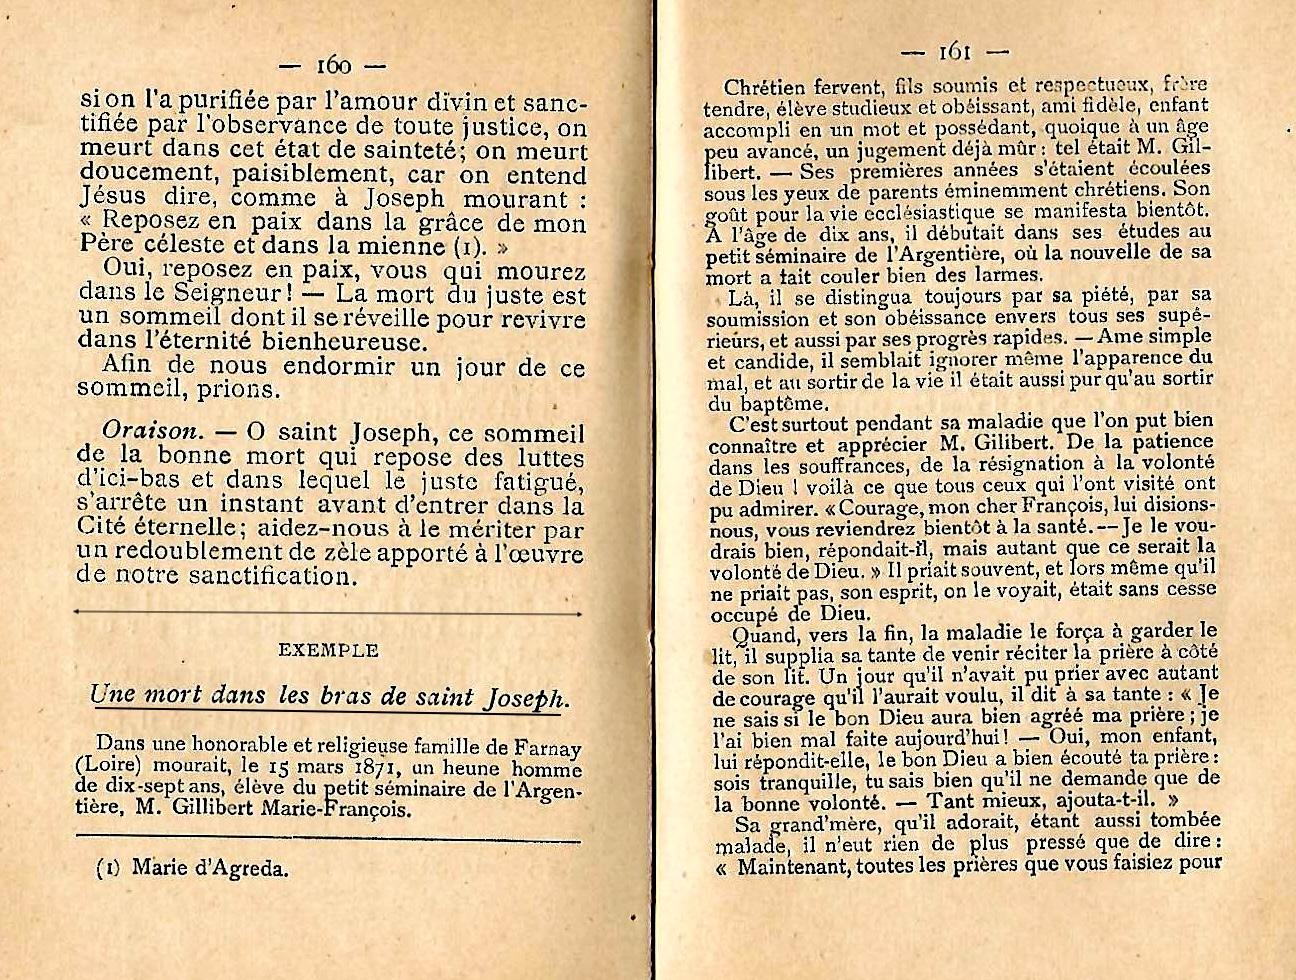 — 160 —
sion l'a purifiée par l'amour divin et sanc-
tifiée par l'observance de toute justice, on
meurt dans cet état de sainteté; on meurt
doucement, paisiblement, car on entend
Jésus dire, comme à Joseph mourant :
« Reposez en paix dans la grâce de mon
Père céleste et dans la mienne (1). »
Oui, reposez en paix, vous qui mourez
dans le Seigneur! — La mort du juste est
un sommeil dont il se réveille pour revivre
dans l'éternité bienheureuse.
Afin de nous endormir un jour de ce
sommeil, prions.
Oraison. — O saint Joseph, ce sommeil
de la bonne mort qui repose des luttes
d'ici-bas et dans lequel le juste fatigué,
s'arrête un instant avant d'entrer dans la
Cité éternelle; aidez-nous à le mériter par
un redoublement de zèle apporté à l'œuvre
de notre sanctification.
EXEMPLE
Une mort dans les bras de saint Joseph.
Dans une honorable et religieuse famille de Farnay
(Loire) mourait, le 15 mars 1871, un heune homme
de dix-sept ans, élève du petit séminaire de l'Argen-
tière, M. Gillibert Marie-François.
(1) Marie d'Agreda.
— 161 —
Chrétien fervent, fils soumis et respectueux, frère
tendre, élève studieux et obéissant, ami fidèle, enfant
accompli en un mot et possédant, quoique à un âge
peu avancé, un jugement déjà mûr : tel était M. Gil-
libert. — Ses premières années s'étaient écoulées
sous les yeux de parents éminemment chrétiens. Son
goût pour la vie ecclésiastique se manifesta bientôt.
A l'âge de dix ans, il débutait dans ses études au
petit séminaire de l'Argentière, où la nouvelle de sa
mort a fait couler bien des larmes.
Là, il se distingua toujours par sa piété, par sa
soumission et son obéissance envers tous ses supé-
rieurs, et aussi par ses progrès rapides. — Ame simple
et candide, il semblait ignorer même l'apparence du
mal, et au sortir de la vie il était aussi pur qu'au sortir
du baptême.
C'est surtout pendant sa maladie que l'on put bien
connaître et apprécier M. Gilibert. De la patience
dans les souffrances, de la résignation à la volonté
de Dieu ! voilà ce que tous ceux qui l'ont visité ont
pu admirer. « Courage, mon cher François, lui disions-
nous, vous reviendrez bientôt à la santé. — Je le vou-
drais bien, répondait-il, mais autant que ce serait la
volonté de Dieu. » Il priait souvent, et lors même qu'il
ne priait pas, son esprit, on le voyait, était sans cesse
occupé de Dieu.
Quand, vers la fin, la maladie le força à garder le
lit, il supplia sa tante de venir réciter la prière à côté
de son lit. Un jour qu'il n'avait pu prier avec autant
de courage qu'il l'aurait voulu, il dit à sa tante : « Je
ne sais si le bon Dieu aura bien agréé ma prière ; je
l'ai bien mal faite aujourd'hui! — Oui, mon enfant,
lui répondit-elle, le bon Dieu a bien écouté ta prière :
sois tranquille, tu sais bien qu'il ne demande que de
la bonne volonté. — Tant mieux, ajouta-t-il. »
Sa grand'mère, qu'il adorait, étant aussi tombée
malade, il n'eut rien de plus pressé que de dire :
« Maintenant, toutes les prières que vous faisiez pour